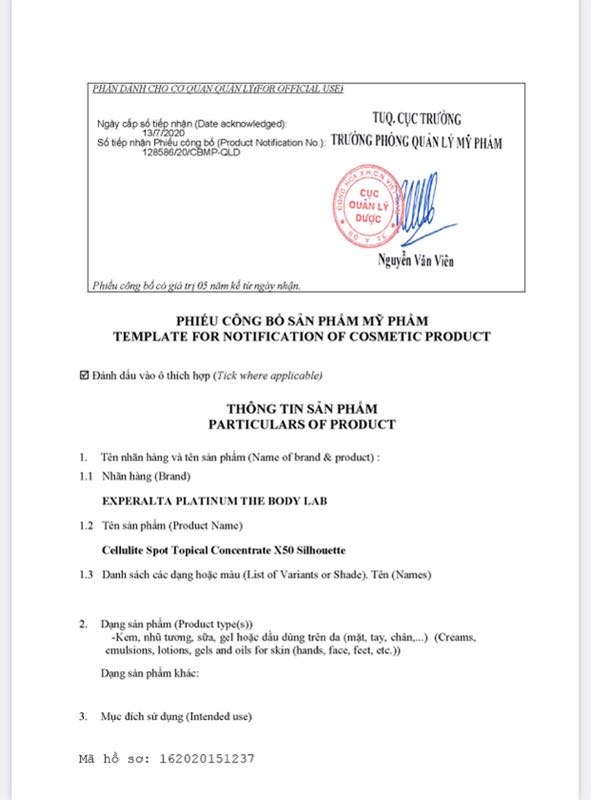 PHẦN DÀNH CHO CƠ QUAN QUẢN LÝ(FOR OFFICIAL USE)
Ngày cấp số tiếp nhận (Date acknowledged):
13/7/2020
Số tiếp nhận Phiếu công bố (Product Notification No.):
128586/20/CBMP-QLD
TUQ. CỤC TRƯỞNG
TRƯỞNG PHÒNG QUẢN LÝ MỸ PHẨM
CỘNG HÒA X.H.C.N VIỆT
CỤC
QUẢN LÝ
DƯỢC
BỘ Y TẾ
Nguyễn Văn Viên
Phiếu công bố có giá trị 05 năm kể từ ngày nhận.
PHIẾU CÔNG BỐ SẢN PHẨM MỸ PHẨM
TEMPLATE FOR NOTIFICATION OF COSMETIC PRODUCT
☑ Đánh dấu vào ô thích hợp (Tick where applicable)
THÔNG TIN SẢN PHẨM
PARTICULARS OF PRODUCT
1. Tên nhãn hàng và tên sản phẩm (Name of brand & product) :
1.1 Nhãn hàng (Brand)
EXPERALTA PLATINUM THE BODY LAB
1.2 Tên sản phẩm (Product Name)
Cellulite Spot Topical Concentrate X50 Silhouette
1.3 Danh sách các dạng hoặc màu (List of Variants or Shade). Tên (Names)
2. Dạng sản phẩm (Product type(s))
-Kem, nhũ tương, sữa, gel hoặc dầu dùng trên da (mặt, tay, chân,...) (Creams,
emulsions, lotions, gels and oils for skin (hands, face, feet, etc.))
Dạng sản phẩm khác:
3. Mục đích sử dụng (Intended use)
Mã hồ sơ: 162020151237